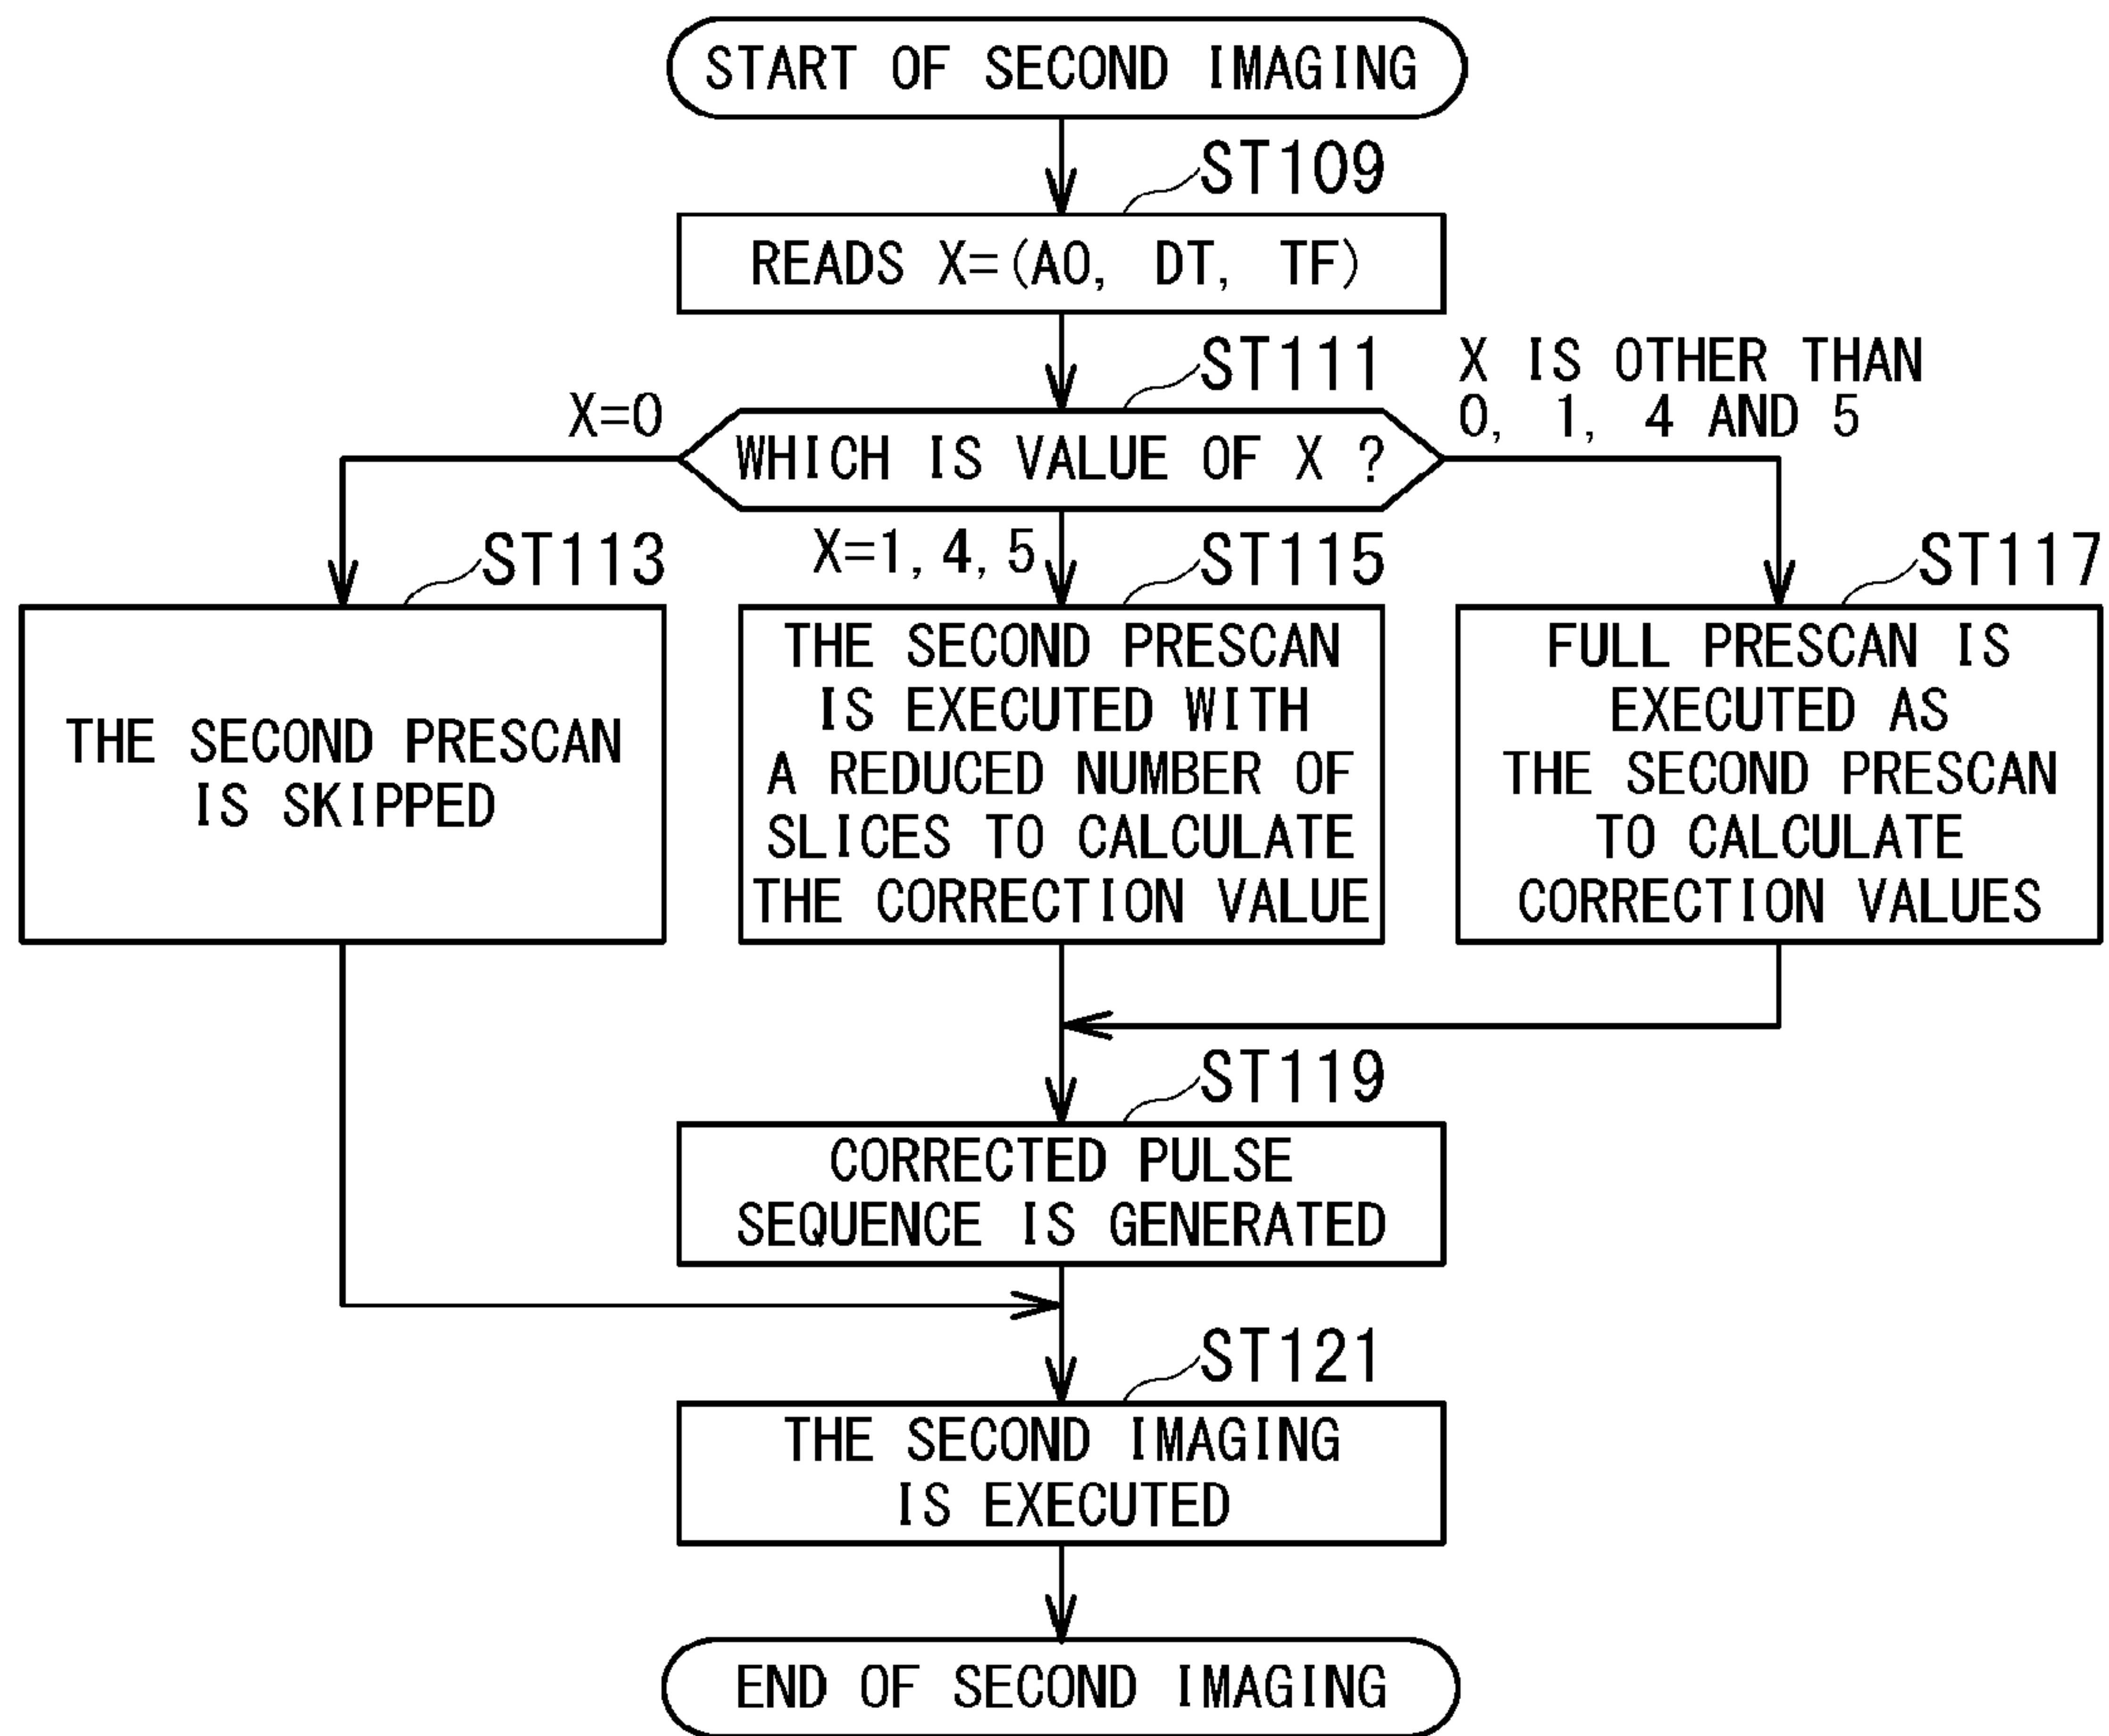 START OF SECOND IMAGING
ST109
READS X=(AO, DT, TF)
ST111
X IS OTHER THAN
0, 1, 4 AND 5
X=0
WHICH IS VALUE OF X ?
X=1, 4, 5
ST113
ST115
ST117
THE SECOND PRESCAN
IS SKIPPED
THE SECOND PRESCAN
IS EXECUTED WITH
A REDUCED NUMBER OF
SLICES TO CALCULATE
THE CORRECTION VALUE
FULL PRESCAN IS
EXECUTED AS
THE SECOND PRESCAN
TO CALCULATE
CORRECTION VALUES
ST119
CORRECTED PULSE
SEQUENCE IS GENERATED
ST121
THE SECOND IMAGING
IS EXECUTED
END OF SECOND IMAGING